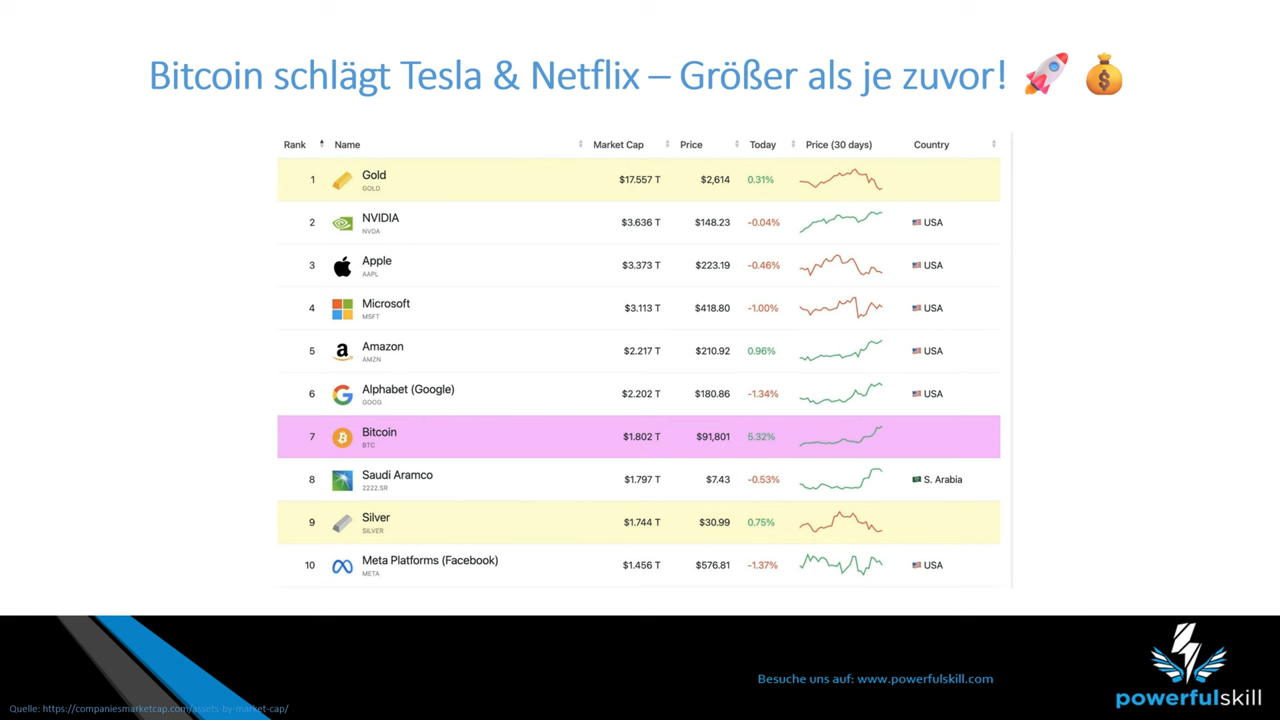 Bitcoin schlägt Tesla & Netflix – Größer als je zuvor! 🚀 💰
Rank Name Market Cap Price Today Price (30 days) Country
1 Gold $17.557 T $2,614 0.31%
GOLD
2 NVIDIA $3.636 T $148.23 -0.04% USA
NVDA
3 Apple $3.373 T $223.19 -0.46% USA
AAPL
4 Microsoft $3.113 T $418.80 -1.00% USA
MSFT
5 Amazon $2.217 T $210.92 0.96% USA
AMZN
6 Alphabet (Google) $2.202 T $180.86 -1.34% USA
GOOG
7 Bitcoin $1.802 T $91,801 5.32%
BTC
8 Saudi Aramco $1.797 T $7.43 -0.53% S. Arabia
2222.SR
9 Silver $1.744 T $30.99 0.75%
SILVER
10 Meta Platforms (Facebook) $1.456 T $576.81 -1.37% USA
META
Besuche uns auf: www.powerfulskill.com
powerfulskill
Quelle: https://companiesmarketcap.com/assets-by-market-cap/